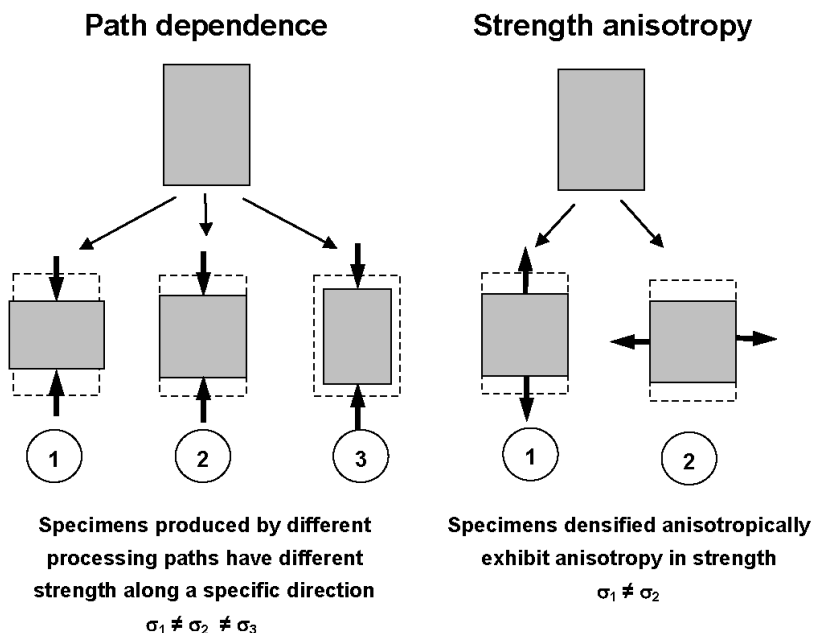 Path dependence
Strength anisotropy
1
2
3
1
2
Specimens produced by different
processing paths have different
strength along a specific direction
σ₁ ≠ σ₂ ≠ σ₃
Specimens densified anisotropically
exhibit anisotropy in strength
σ₁ ≠ σ₂